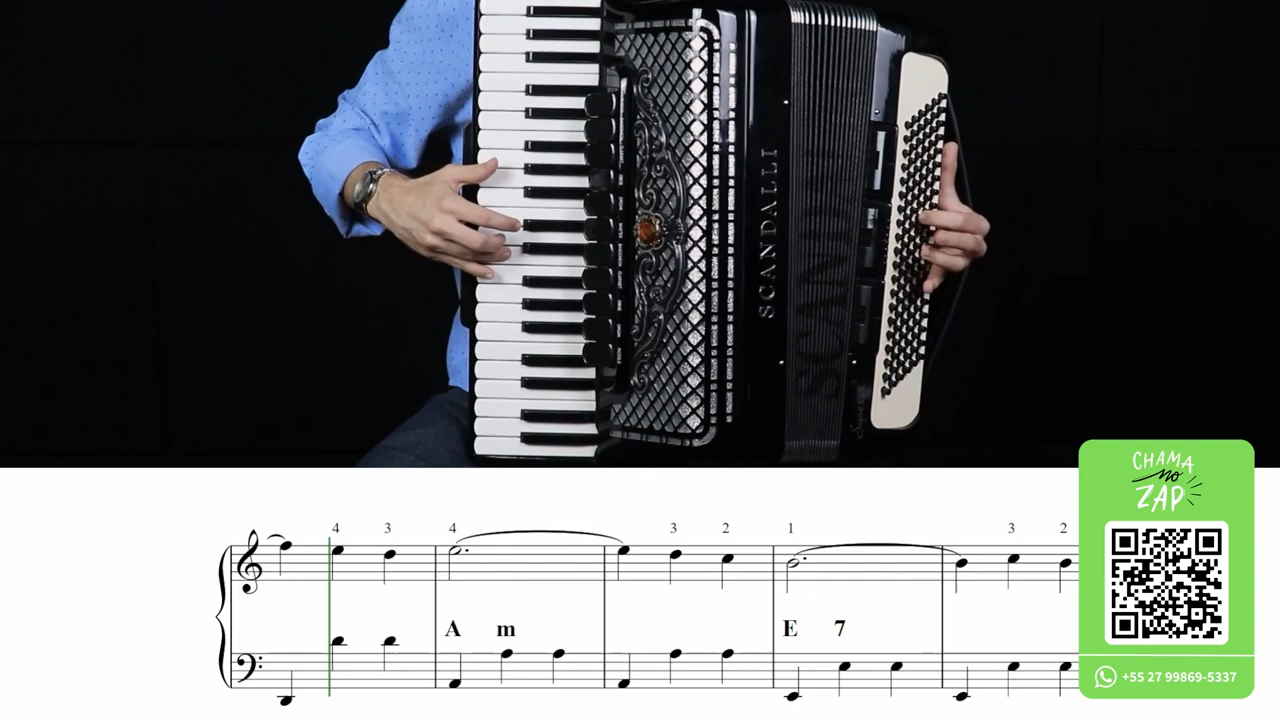 SCANDALLI
CHAMA
no
ZAP
4 3 4 3 2 1 3 2
A m E 7
+55 27 99869-5337